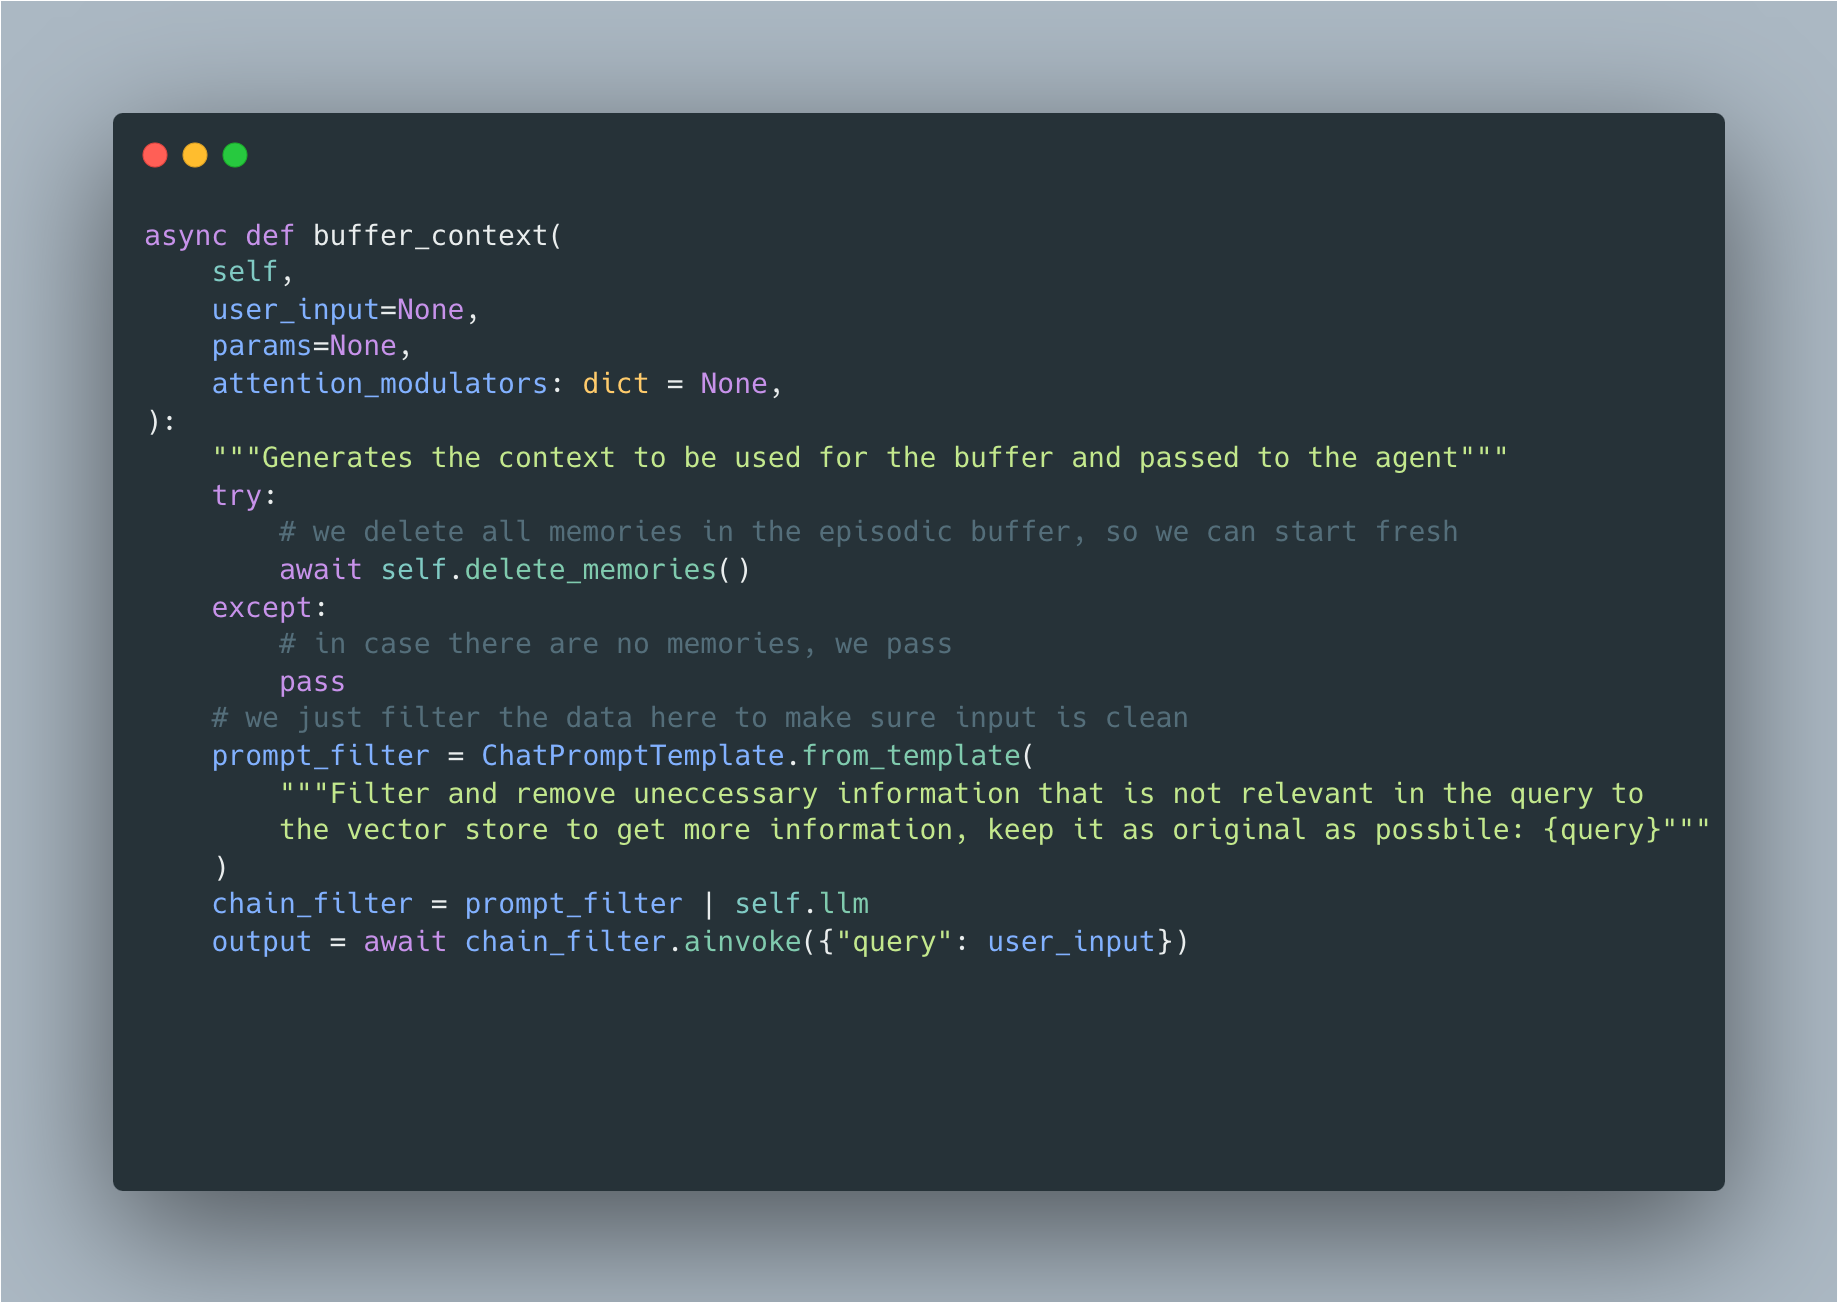 async def buffer_context(
    self,
    user_input=None,
    params=None,
    attention_modulators: dict = None,
):
    """Generates the context to be used for the buffer and passed to the agent"""
    try:
        # we delete all memories in the episodic buffer, so we can start fresh
        await self.delete_memories()
    except:
        # in case there are no memories, we pass
        pass
    # we just filter the data here to make sure input is clean
    prompt_filter = ChatPromptTemplate.from_template(
        """Filter and remove uneccessary information that is not relevant in the query to
        the vector store to get more information, keep it as original as possbile: {query}"""
    )
    chain_filter = prompt_filter | self.llm
    output = await chain_filter.ainvoke({"query": user_input})